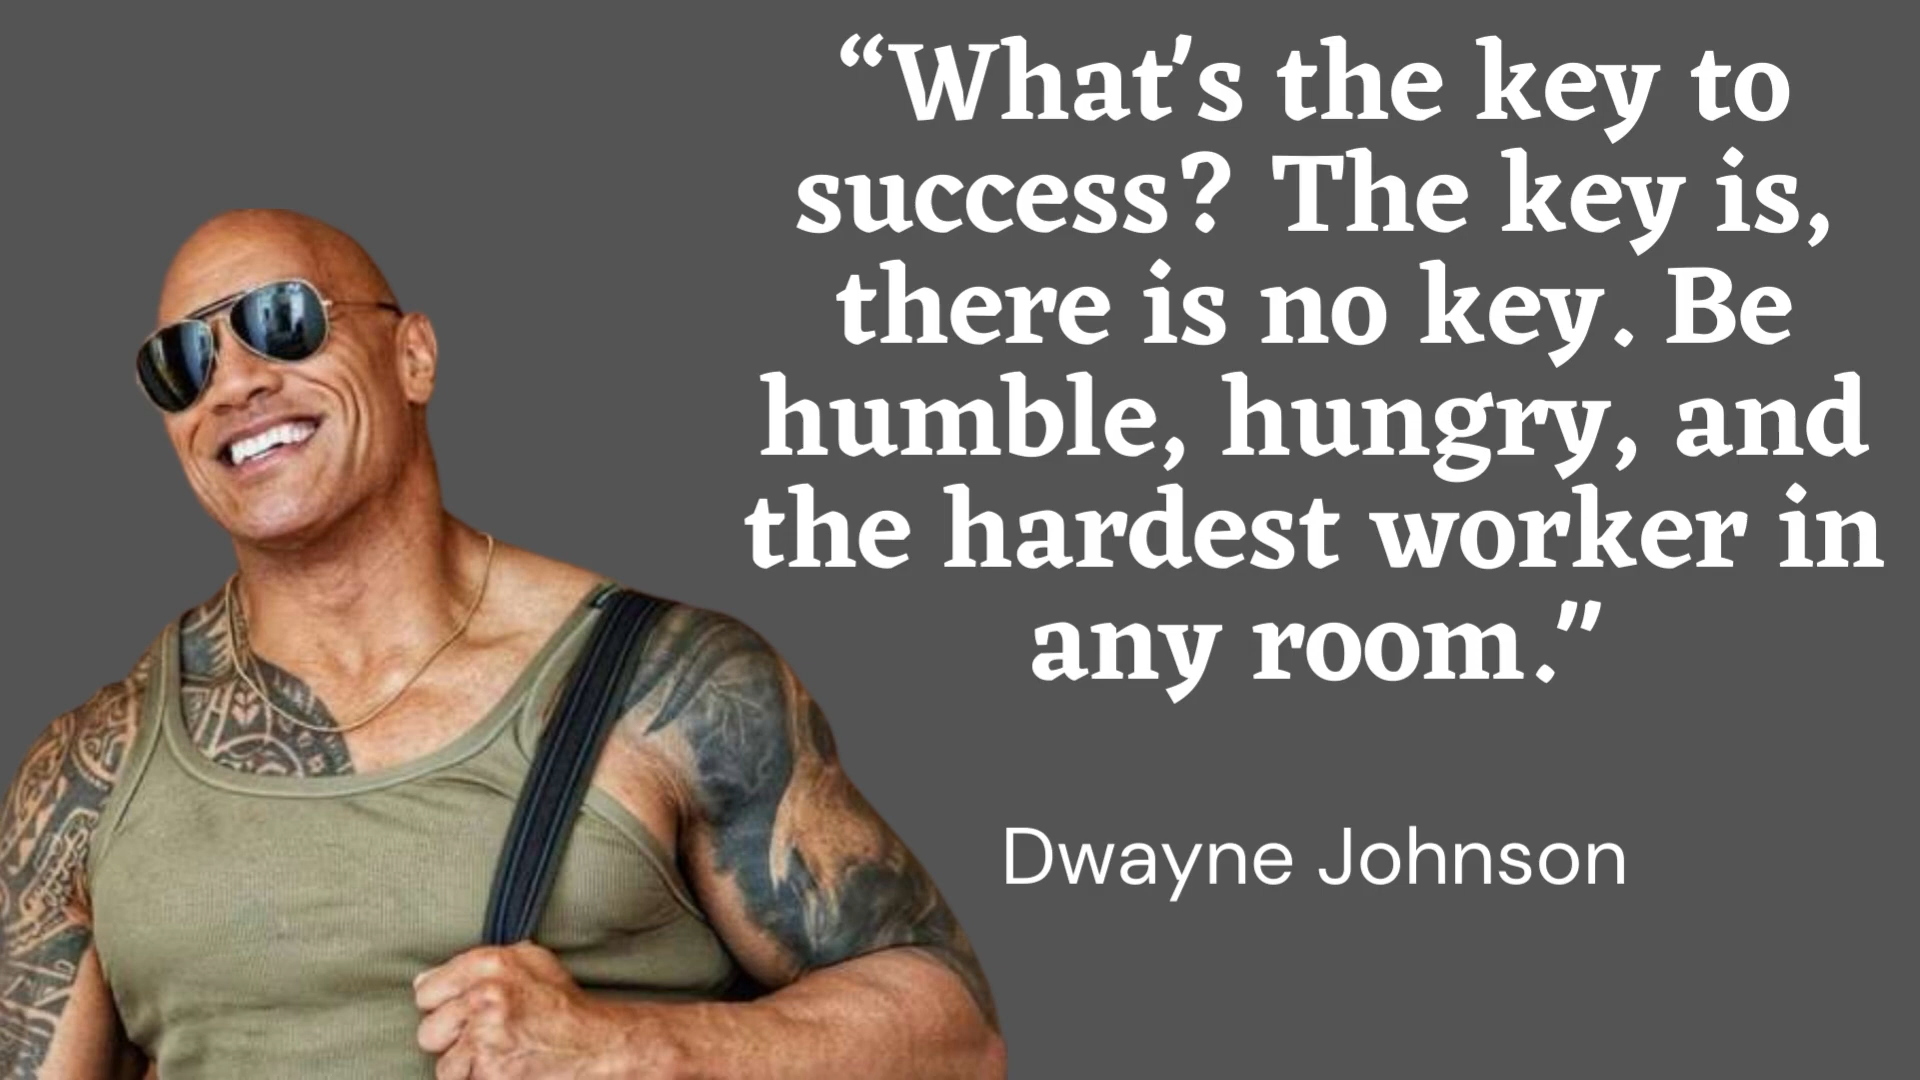 “What's the key to
success? The key is,
there is no key. Be
humble, hungry, and
the hardest worker in
any room."
Dwayne Johnson